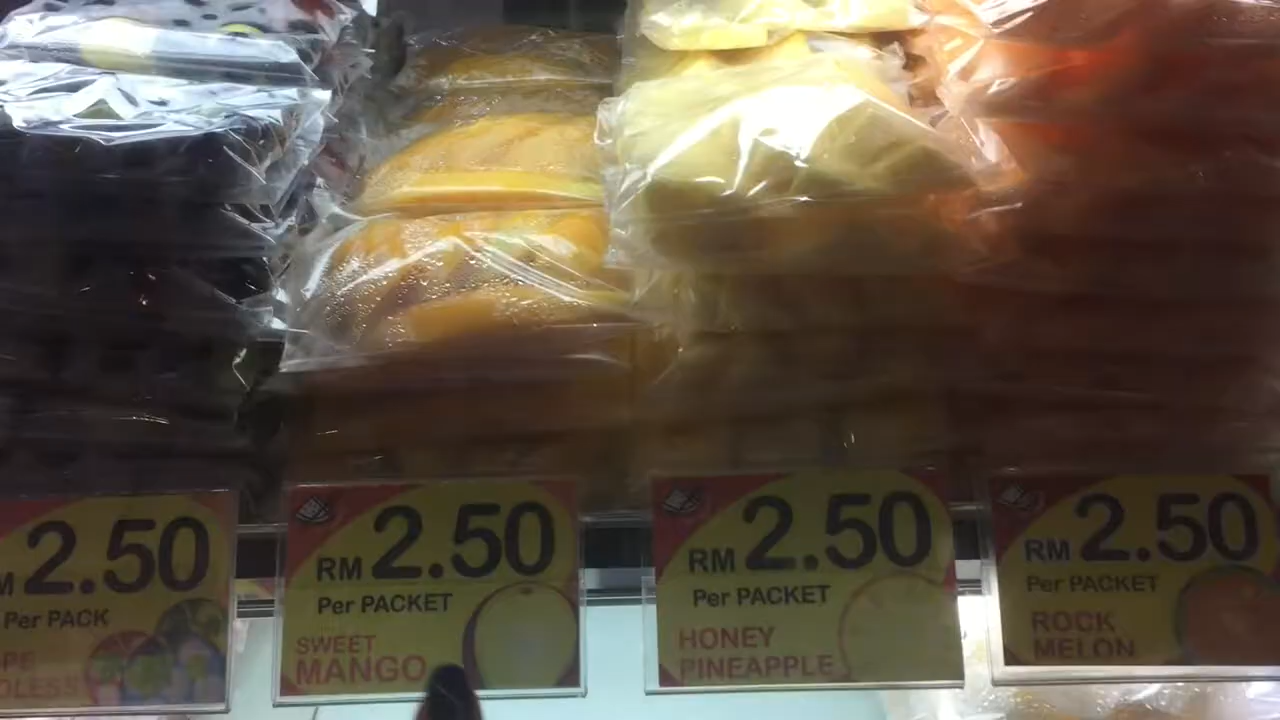 2.50
Per PACK
RM 2.50
Per PACKET
SWEET
MANGO
RM 2.50
Per PACKET
HONEY
PINEAPPLE
RM 2.50
Per PACKET
ROCK
MELON